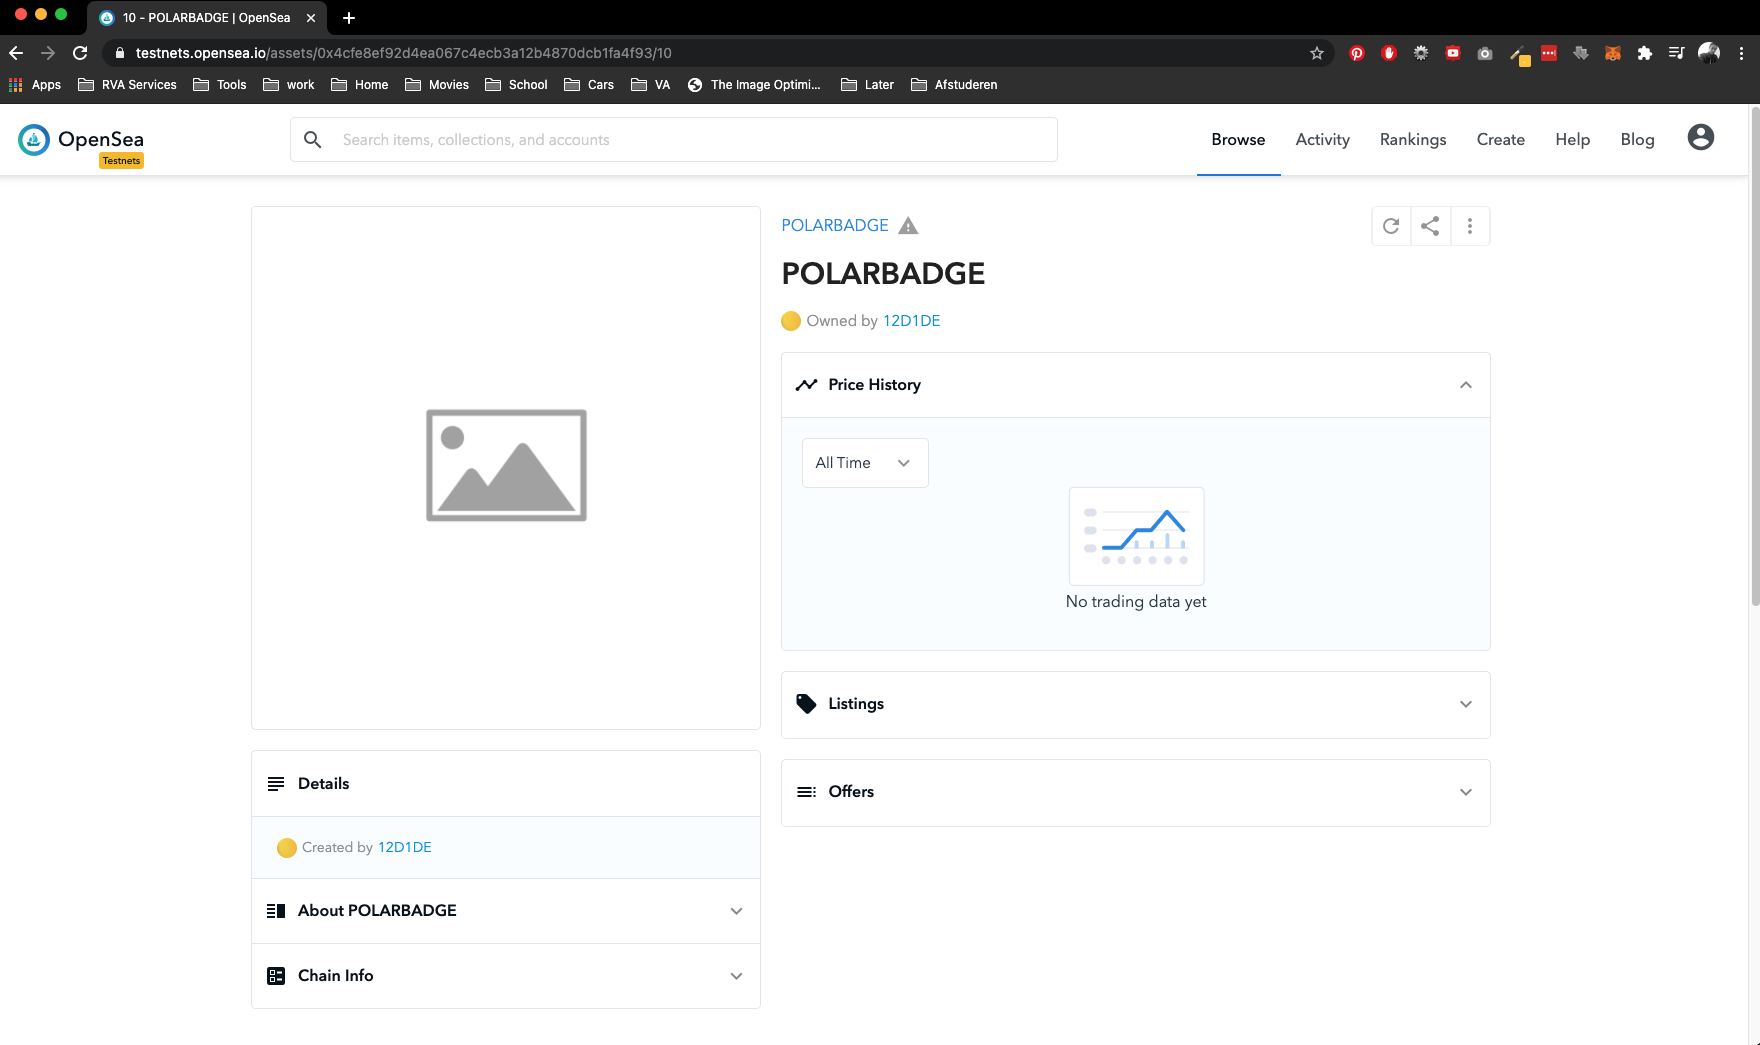 10 - POLARBADGE | OpenSea
testnets.opensea.io/assets/0x4cfe8ef92d4ea067c4ecb3a12b4870dcb1fa4f93/10
Apps RVA Services Tools work Home Movies School Cars VA The Image Optimi... Later Afstuderen
OpenSea
Testnets
Search items, collections, and accounts
Browse Activity Rankings Create Help Blog
POLARBADGE
POLARBADGE
Owned by 12D1DE
Price History
All Time
No trading data yet
Listings
Offers
Details
Created by 12D1DE
About POLARBADGE
Chain Info